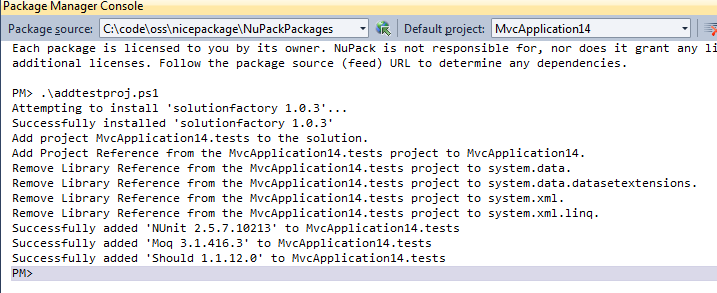 Package Manager Console
Package source: C:\code\oss\nicepackage\NuPackPackages Default project: MvcApplication14
Each package is licensed to you by its owner. NuPack is not responsible for, nor does it grant any li
additional licenses. Follow the package source (feed) URL to determine any dependencies.
PM> .\addtestproj.ps1
Attempting to install 'solutionfactory 1.0.3'...
Successfully installed 'solutionfactory 1.0.3'
Add project MvcApplication14.tests to the solution.
Add Project Reference from the MvcApplication14.tests project to MvcApplication14.
Remove Library Reference from the MvcApplication14.tests project to system.data.
Remove Library Reference from the MvcApplication14.tests project to system.data.datasetextensions.
Remove Library Reference from the MvcApplication14.tests project to system.xml.
Remove Library Reference from the MvcApplication14.tests project to system.xml.linq.
Successfully added 'NUnit 2.5.7.10213' to MvcApplication14.tests
Successfully added 'Moq 3.1.416.3' to MvcApplication14.tests
Successfully added 'Should 1.1.12.0' to MvcApplication14.tests
PM>